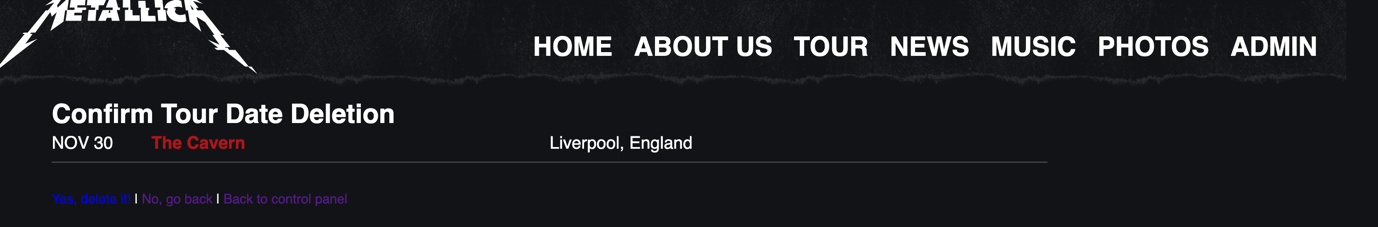 METALLICA
HOME ABOUT US TOUR NEWS MUSIC PHOTOS ADMIN
Confirm Tour Date Deletion
NOV 30 The Cavern Liverpool, England
Yes, delete it! | No, go back | Back to control panel